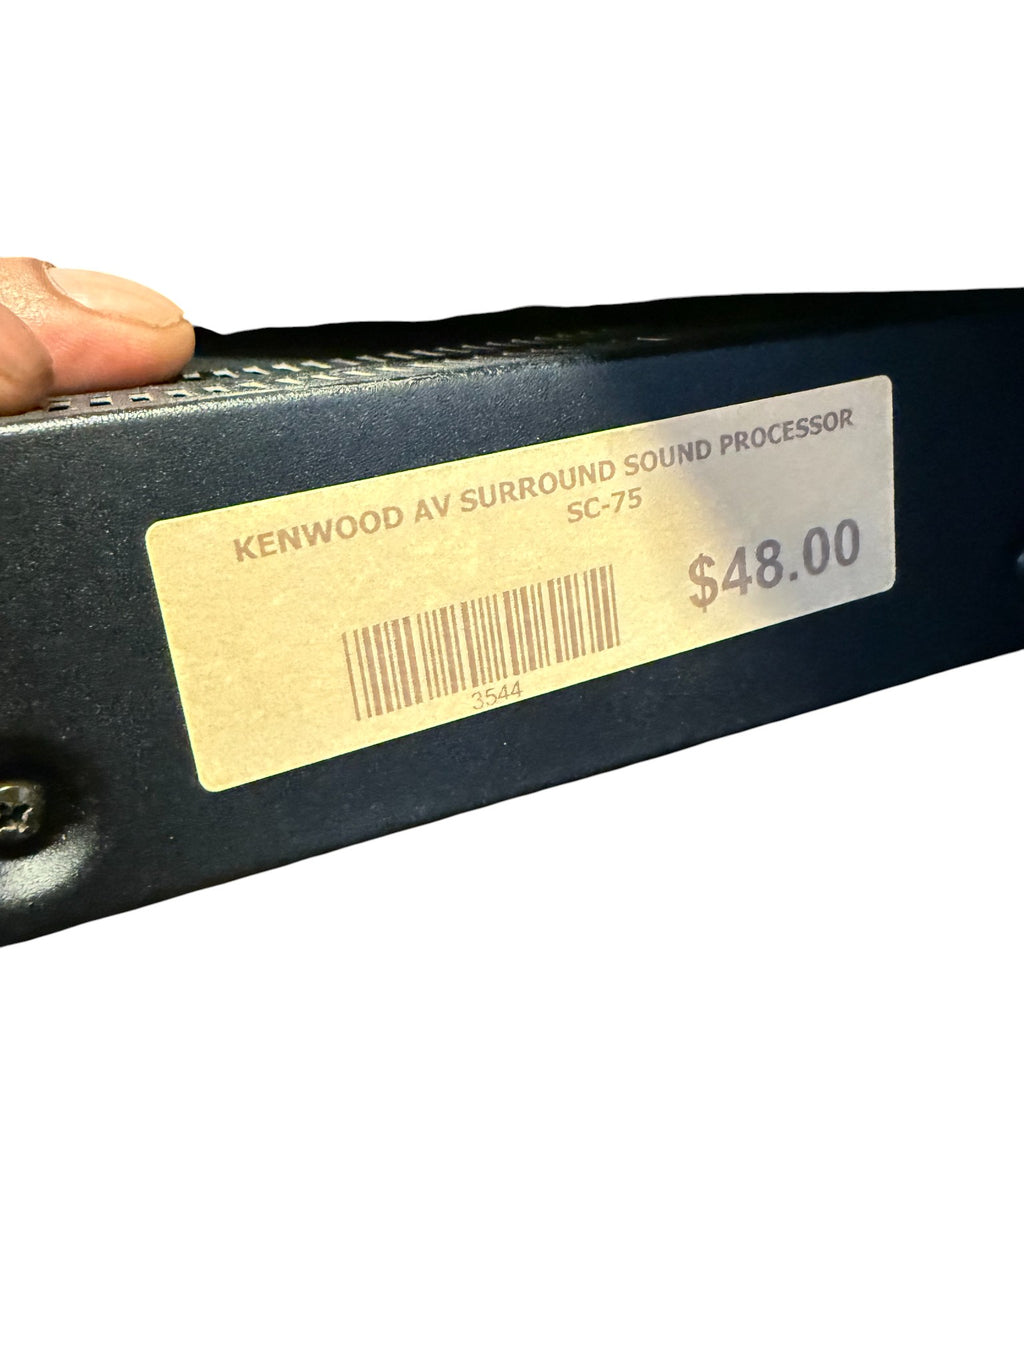 KENWOOD AV SURROUND SOUND PROCESSOR
SC-75
$48.00
3544